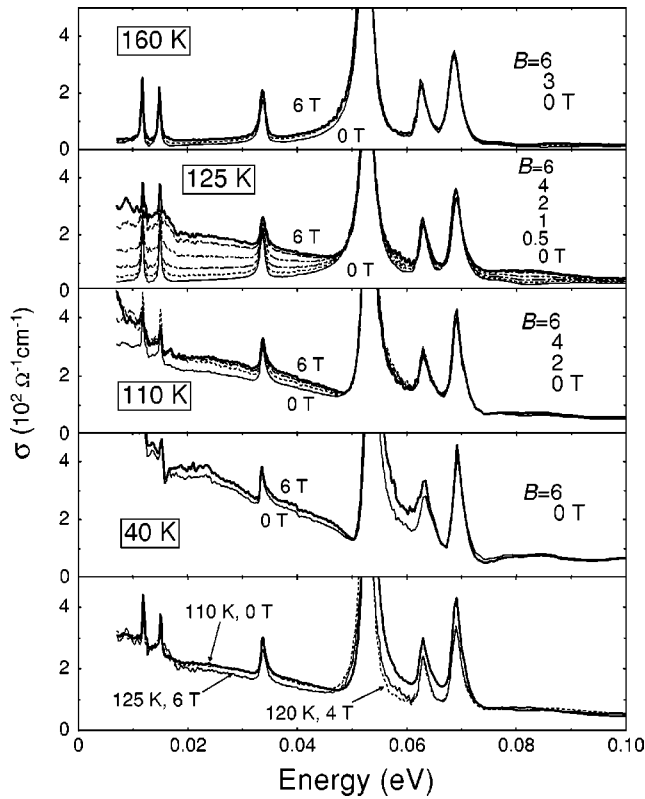 160 K
B=6
3
0 T
6 T
0 T
4
2
0
125 K
B=6
4
2
1
0.5
0 T
6 T
0 T
4
2
0
110 K
B=6
4
2
0 T
6 T
0 T
4
2
0
40 K
B=6
0 T
6 T
0 T
4
2
0
110 K, 0 T
125 K, 6 T
120 K, 4 T
4
2
0
σ (10² Ω⁻¹cm⁻¹)
0 0.02 0.04 0.06 0.08 0.10
Energy (eV)